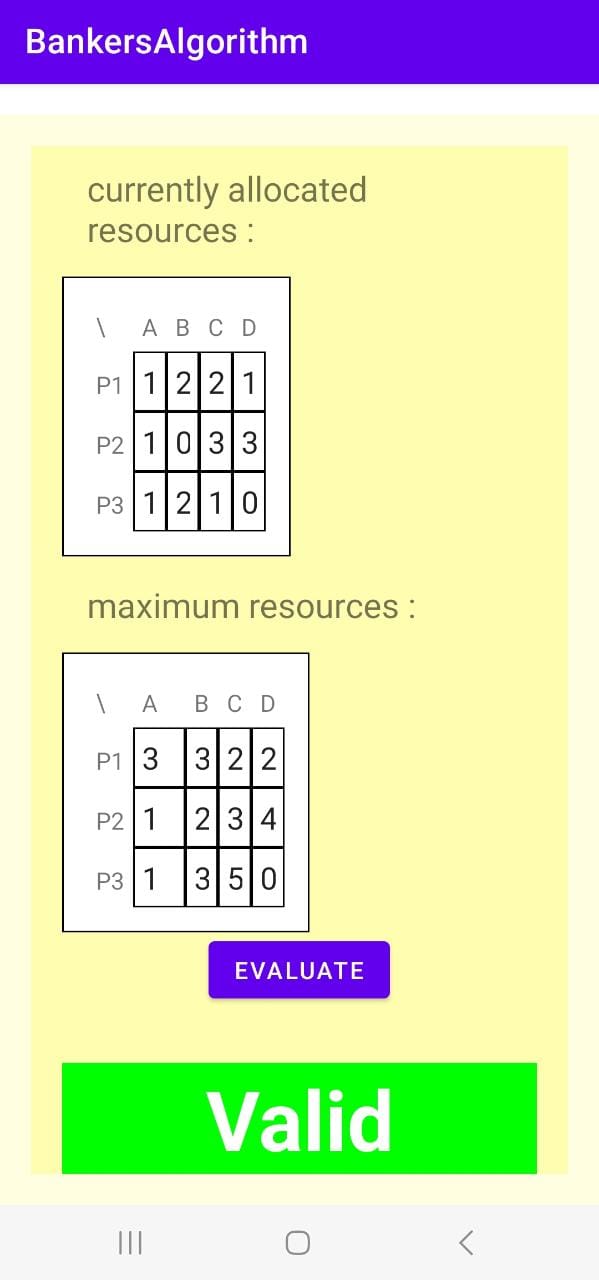 BankersAlgorithm
currently allocated
resources :
\ A B C D
P1 1 2 2 1
P2 1 0 3 3
P3 1 2 1 0
maximum resources :
\ A B C D
P1 3 3 2 2
P2 1 2 3 4
P3 1 3 5 0
EVALUATE
Valid